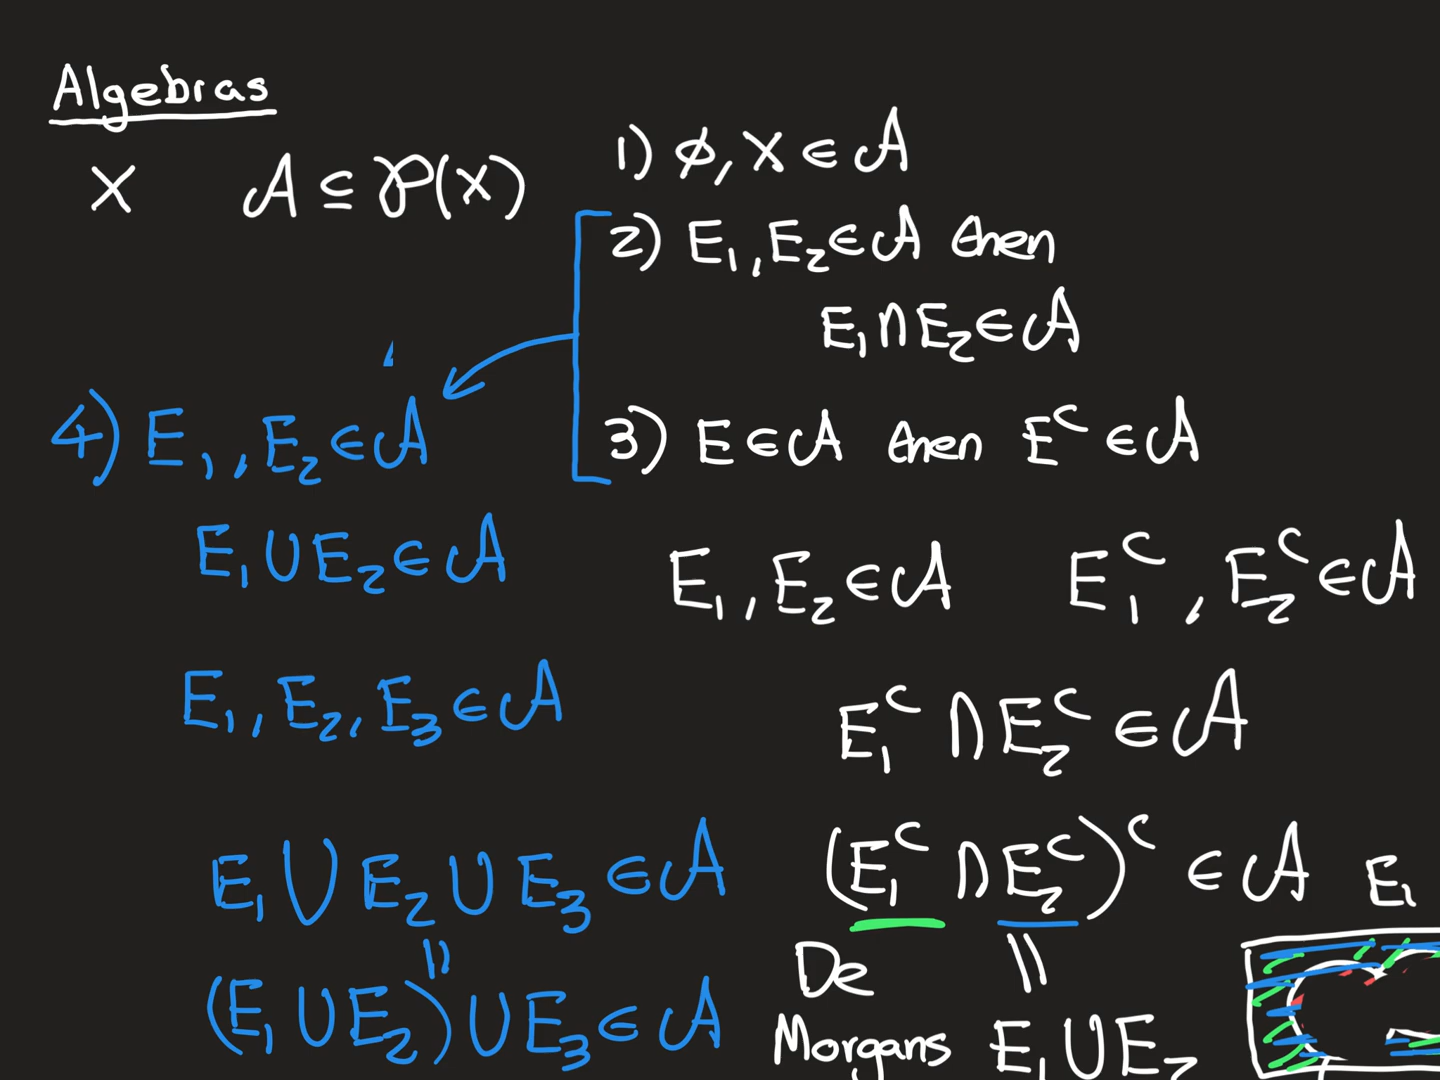 Algebras
X 𝒜 ⊆ 𝒫(X)
1) ∅, X ∈ 𝒜
2) E₁, E₂ ∈ 𝒜 then
E₁ ∩ E₂ ∈ 𝒜
3) E ∈ 𝒜 then Eᶜ ∈ 𝒜
4) E₁, E₂ ∈ 𝒜
E₁ ∪ E₂ ∈ 𝒜
E₁, E₂, E₃ ∈ 𝒜
E₁ ∪ E₂ ∪ E₃ ∈ 𝒜
||
(E₁ ∪ E₂) ∪ E₃ ∈ 𝒜
E₁, E₂ ∈ 𝒜 E₁ᶜ, E₂ᶜ ∈ 𝒜
E₁ᶜ ∩ E₂ᶜ ∈ 𝒜
(E₁ᶜ ∩ E₂ᶜ)ᶜ ∈ 𝒜 E₁
De ||
Morgans E₁ ∪ E₂